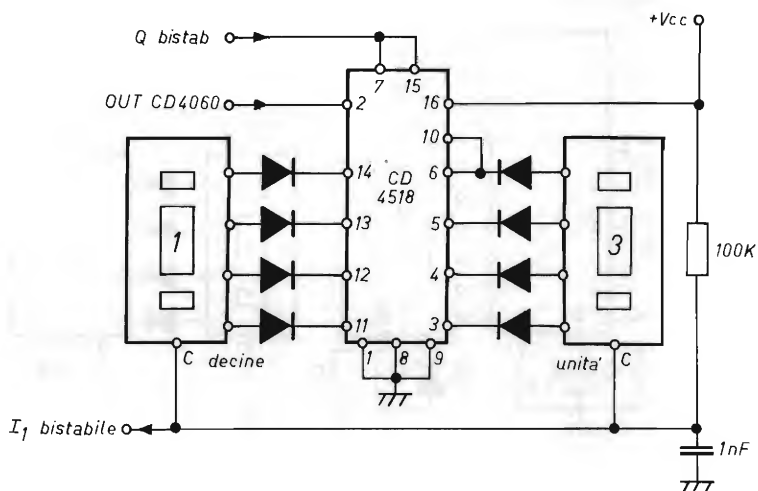 +Vcc
Q bistab
7 15
OUT CD4060
2
16
10
14
6
CD
4518
13
5
1
3
100K
12
4
11
3
C
decine
1 8 9
unita'
C
I1 bistabile
1nF